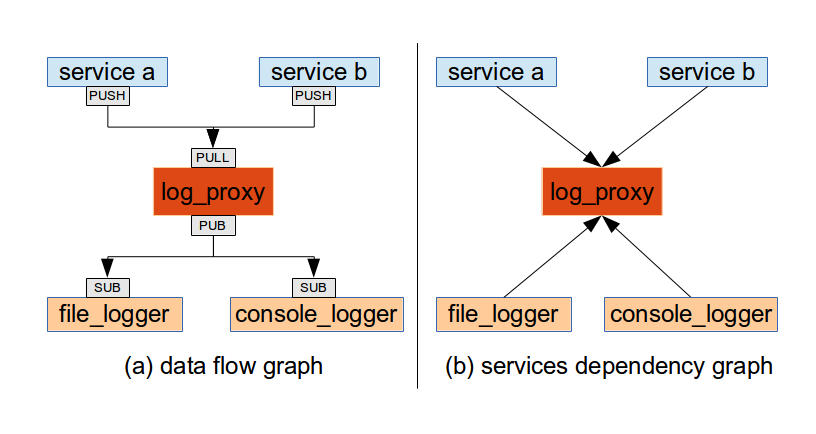 service a
service b
PUSH
PUSH
PULL
log_proxy
PUB
SUB
SUB
file_logger
console_logger
(a) data flow graph
service a
service b
log_proxy
file_logger
console_logger
(b) services dependency graph